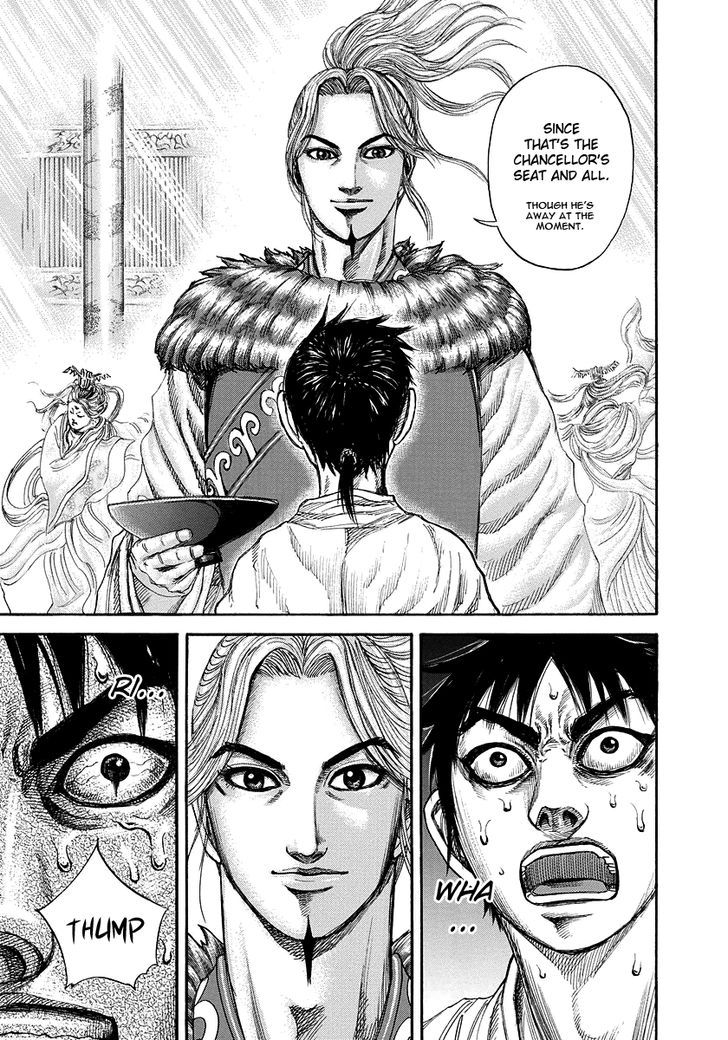 SINCE
THAT'S THE
CHANCELLOR'S
SEAT AND ALL.
THOUGH HE'S
AWAY AT THE
MOMENT.
WHA
...
RI...
THUMP